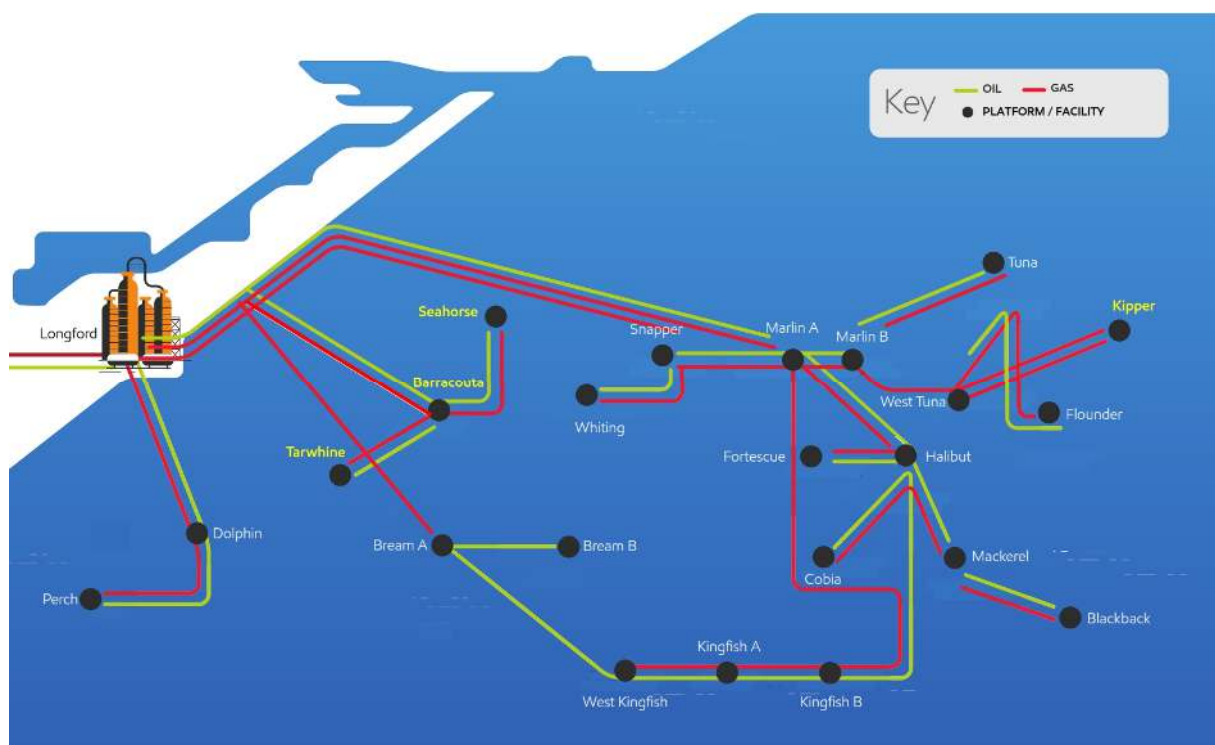 Key
OIL
GAS
PLATFORM / FACILITY
Tuna
Kipper
Seahorse
Longford
Marlin A
Snapper
Marlin B
Barracouta
West Tuna
Flounder
Whiting
Tarwhine
Fortescue
Halibut
Dolphin
Bream A
Bream B
Mackerel
Cobia
Perch
Blackback
Kingfish A
West Kingfish
Kingfish B